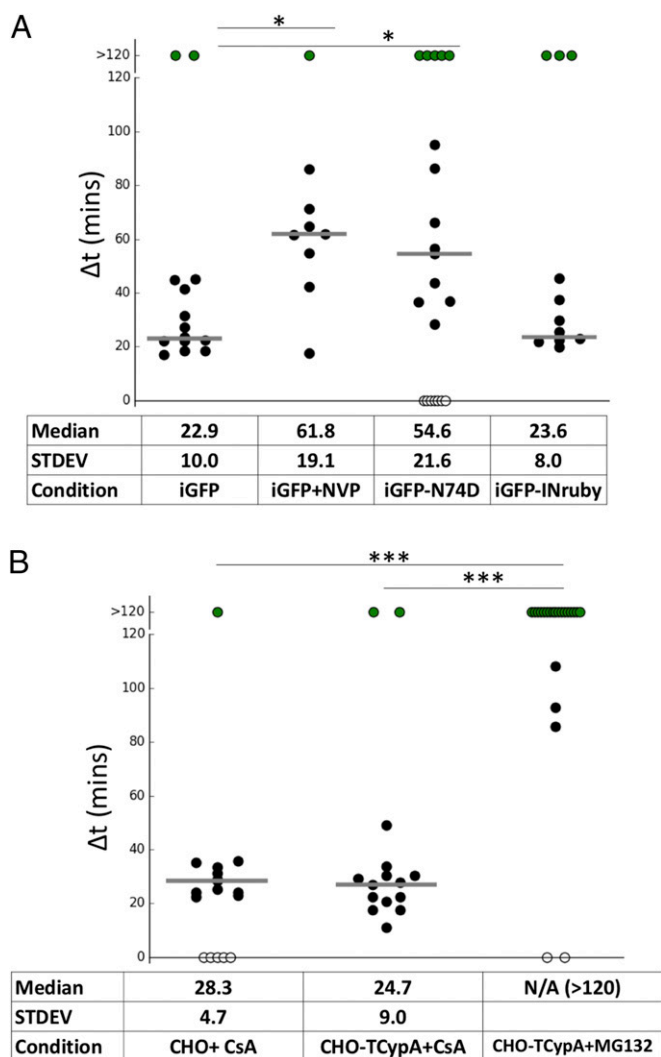 A
*
*
>120
120
100
80
60
40
20
0
Δt (mins)
Median 22.9 61.8 54.6 23.6
STDEV 10.0 19.1 21.6 8.0
Condition iGFP iGFP+NVP iGFP-N74D iGFP-INruby
B
***
***
>120
120
100
80
60
40
20
0
Δt (mins)
Median 28.3 24.7 N/A (>120)
STDEV 4.7 9.0
Condition CHO+ CsA CHO-TCypA+CsA CHO-TCypA+MG132